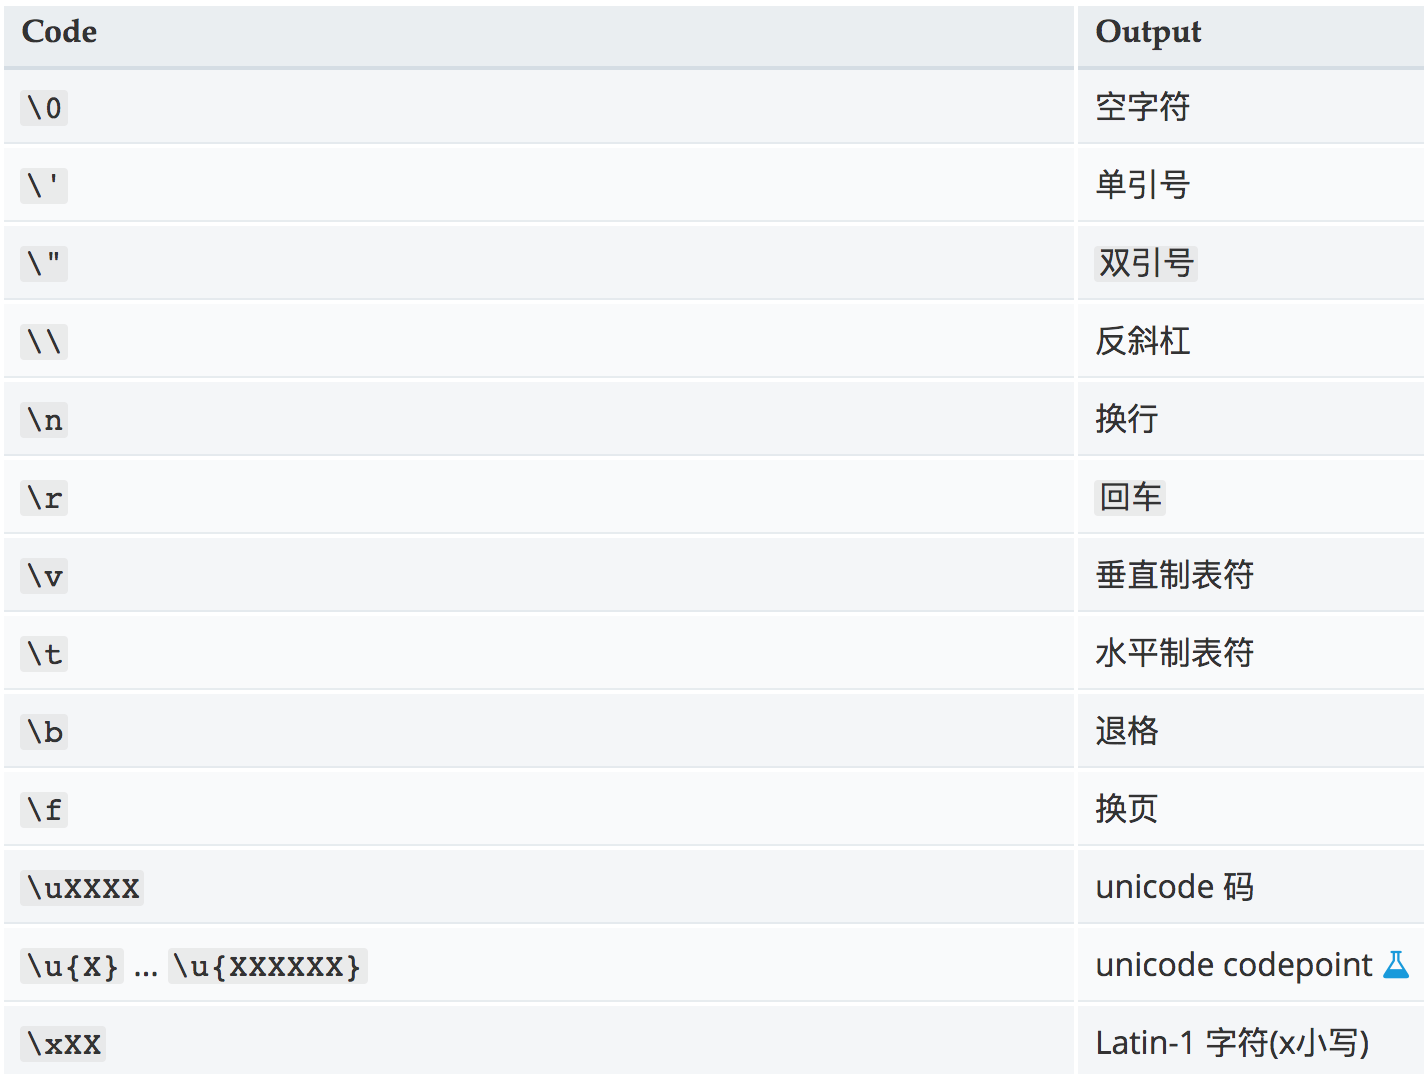 Code Output
\0 空字符
\' 单引号
\" 双引号
\\ 反斜杠
\n 换行
\r 回车
\v 垂直制表符
\t 水平制表符
\b 退格
\f 换页
\uXXXX unicode 码
\u{X} ... \u{XXXXXX} unicode codepoint
\xXX Latin-1 字符(x小写)